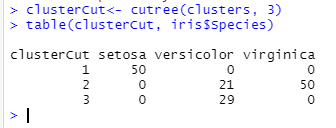 > clusterCut<- cutree(clusters, 3)
> table(clusterCut, iris$Species)
clusterCut setosa versicolor virginica
1 50 0 0
2 0 21 50
3 0 29 0
>